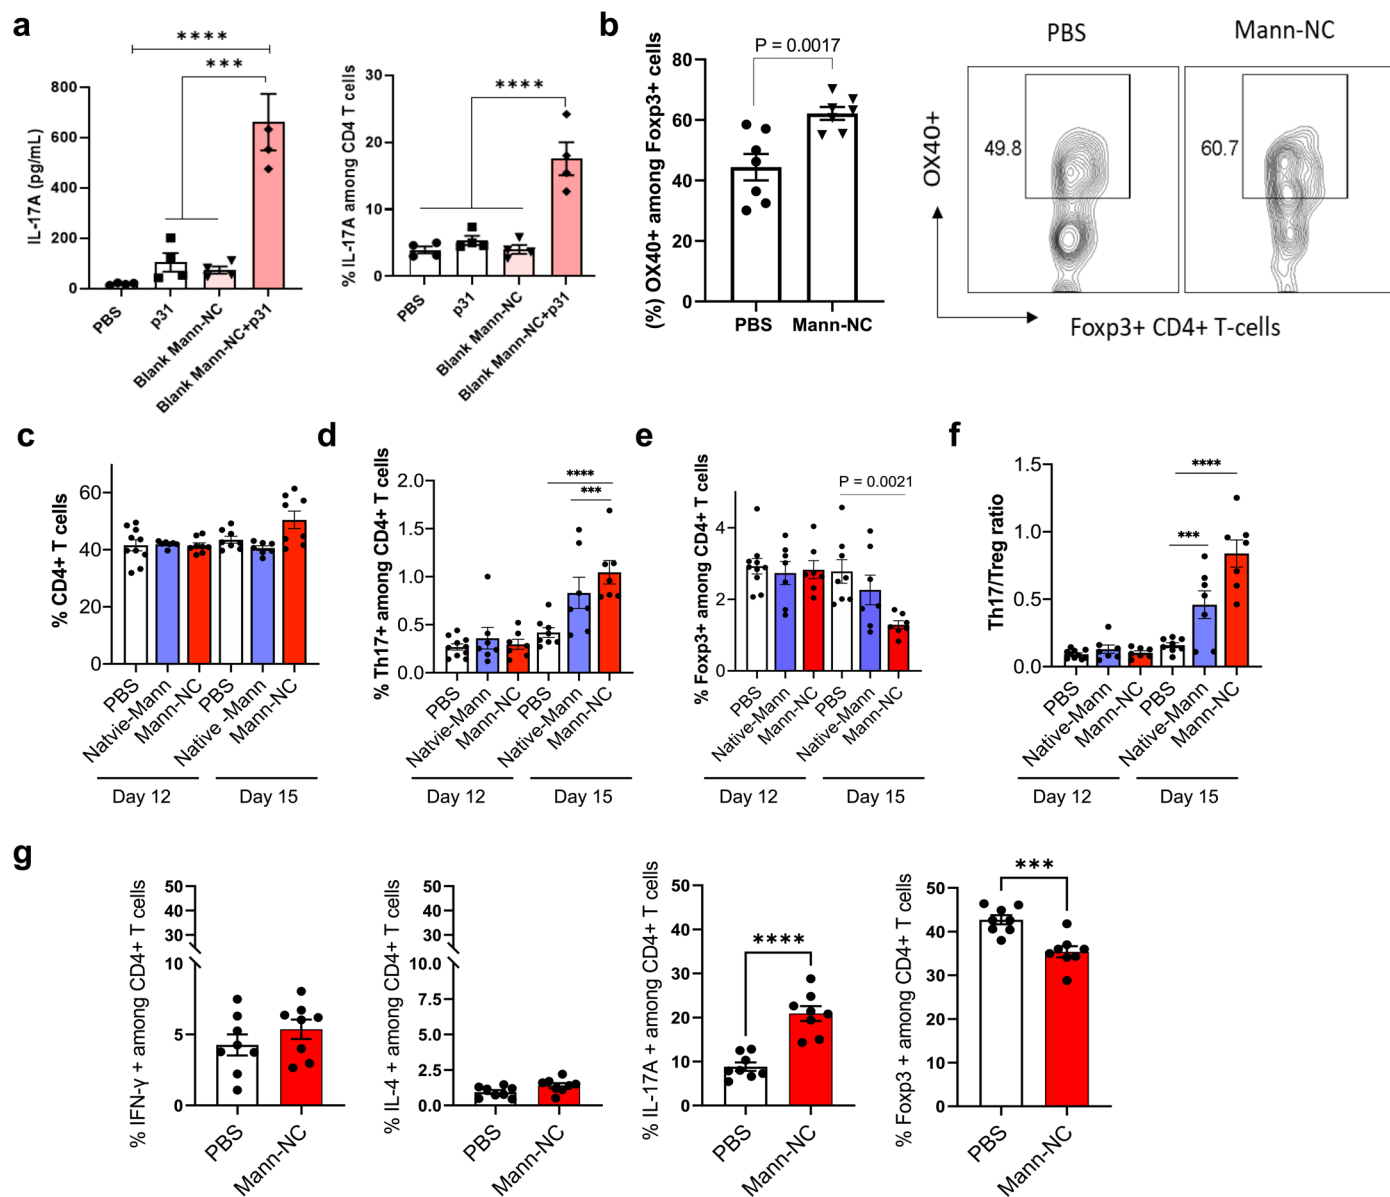 a
****
***
IL-17A (pg/mL)
800
600
400
200
0
PBS
p31
Blank Mann-NC
Blank Mann-NC+p31
****
% IL-17A among CD4 T cells
30
20
10
0
PBS
p31
Blank Mann-NC
Blank Mann-NC+p31
b
P = 0.0017
(%) OX40+ among Foxp3+ cells
80
60
40
20
0
PBS
Mann-NC
PBS
Mann-NC
OX40+
49.8
60.7
Foxp3+ CD4+ T-cells
c
% CD4+ T cells
60
40
20
0
PBS
Natvie-Mann
Mann-NC
PBS
Native -Mann
Mann-NC
Day 12
Day 15
d
****
***
% Th17+ among CD4+ T cells
2.0
1.5
1.0
0.5
0.0
PBS
Native-Mann
Mann-NC
PBS
Native-Mann
Mann-NC
Day 12
Day 15
e
P = 0.0021
% Foxp3+ among CD4+ T cells
4
2
0
PBS
Native-Mann
Mann-NC
PBS
Native-Mann
Mann-NC
Day 12
Day 15
f
****
***
Th17/Treg ratio
1.5
1.0
0.5
0.0
PBS
Native-Mann
Mann-NC
PBS
Native-Mann
Mann-NC
Day 12
Day 15
g
% IFN-γ + among CD4+ T cells
50
40
30
10
5
0
PBS
Mann-NC
% IL-4 + among CD4+ T cells
50
40
30
10.0
7.5
5.0
2.5
0.0
PBS
Mann-NC
****
% IL-17A + among CD4+ T cells
50
40
30
20
10
0
PBS
Mann-NC
***
% Foxp3 + among CD4+ T cells
50
40
30
20
10
0
PBS
Mann-NC